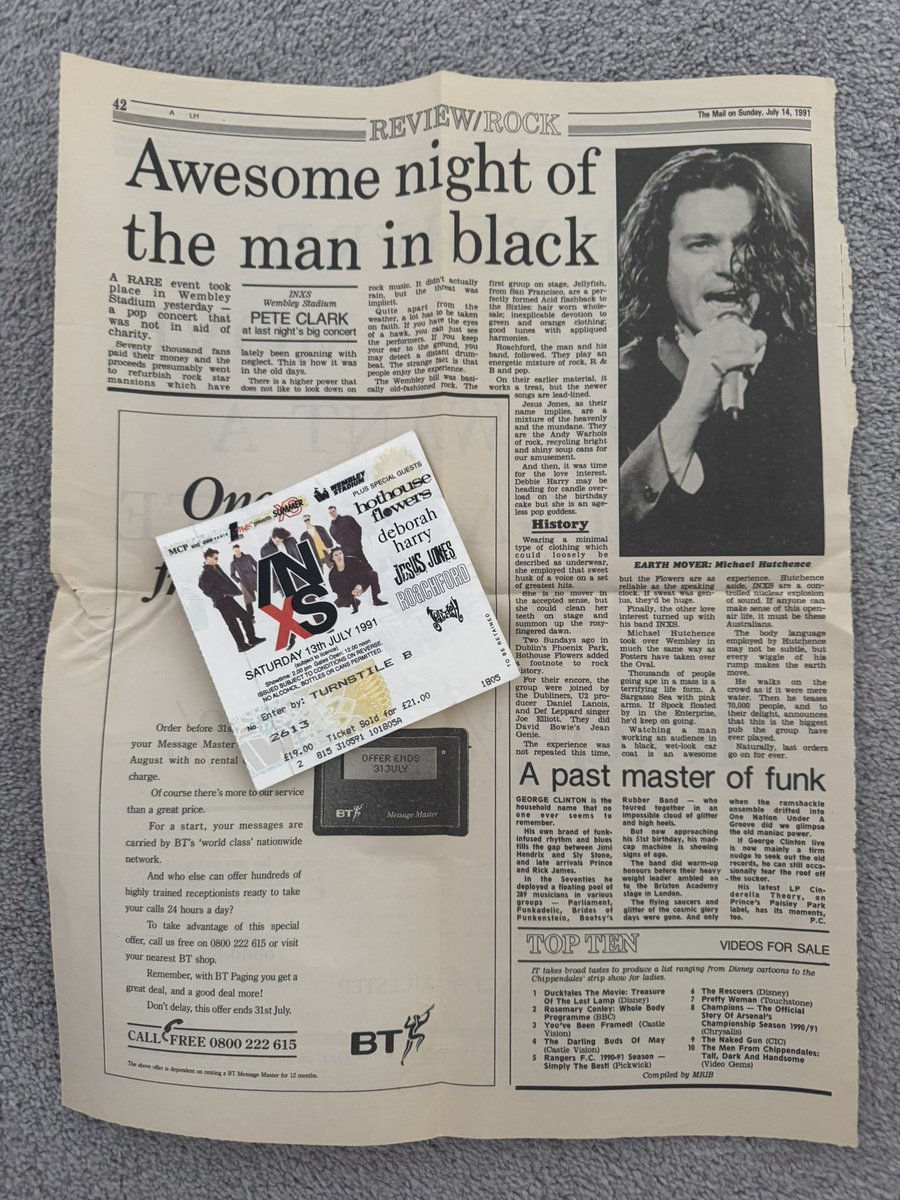 42
The Mail on Sunday, July 14, 1991
REVIEW/ROCK
Awesome night of
the man in black
A RARE event took
place in Wembley
Stadium yesterday —
a pop concert that
was not in aid of
charity.
Seventy thousand fans
paid their money and the
proceeds presumably went
to refurbish rock star
mansions which have
INXS
Wembley Stadium
PETE CLARK
at last night's big concert
lately been groaning with
neglect. This is how it was
in the old days.
There is a higher power that
does not like to look down on
rock music. It didn't actually
rain, but the threat was
implicit.
Quite apart from the
weather, a lot has to be taken
on faith. If you have the eyes
of a hawk, you can just see
the performers. If you keep
your ear to the ground, you
may detect a distant drum-
beat. The strange fact is that
people enjoy the experience.
The Wembley bill was basi-
cally old-fashioned rock. The
first group on stage, Jellyfish,
from San Francisco, are a per-
fectly formed Acid flashback to
the Sixties: hair worn whole-
sale; inexplicable devotion to
green and orange clothing;
good tunes with appliqued
harmonies.
Roachford, the man and his
band, followed. They play an
energetic mixture of rock, R &
B and pop.
On their earlier material, it
works a treat, but the newer
songs are lead-lined.
Jesus Jones, as their
name implies, are a
mixture of the heavenly
and the mundane. They
are the Andy Warhols
of rock, recycling bright
and shiny soup cans for
our amusement.
And then, it was time
for the love interest.
Debbie Harry may be
heading for candle over-
load on the birthday
cake but she is an age-
less pop goddess.
History
Wearing a minimal
type of clothing which
could loosely be
described as underwear,
she employed that sweet
husk of a voice on a set
of greatest hits.
She is no mover in
the accepted sense, but
she could clean her
teeth on stage and
summon up the rosy-
fingered dawn.
Two Sundays ago in
Dublin's Phoenix Park,
Hothouse Flowers added
a footnote to rock
history.
For their encore, the
group were joined by
the Dubliners, U2 pro-
ducer Daniel Lanois,
and Def Leppard singer
Joe Elliott. They did
David Bowie's Jean
Genie.
The experience was
not repeated this time,
EARTH MOVER: Michael Hutchence
but the Flowers are as
reliable as the speaking
clock. If sweat was gen-
ius, they'd be huge.
Finally, the other love
interest turned up with
his band INXS.
Michael Hutchence
took over Wembley in
much the same way as
Fosters have taken over
the Oval.
Thousands of people
going ape in a mass is a
terrifying life form. A
Sargasso Sea with pink
arms. If Spock floated
by in the Enterprise,
he'd keep on going.
Watching a man
working an audience in
a black, wet-look car
coat is an awesome
experience. Hutchence
aside, INXS are a con-
trolled nuclear explosion
of sound. If anyone can
make sense of this open-
air life, it must be these
Australians.
The body language
employed by Hutchence
may not be subtle, but
every wiggle of his
rump makes the earth
move.
He walks on the
crowd as if it were mere
water. Then he teases
70,000 people, and to
their delight, announces
that this is the biggest
pub the group have
ever played.
Naturally, last orders
go on for ever.
A past master of funk
GEORGE CLINTON is the
household name that no
one ever seems to
remember.
His own brand of funk-
infused rhythm and blues
fills the gap between Jimi
Hendrix and Sly Stone,
and late arrivals Prince
and Rick James.
In the Seventies he
deployed a floating pool of
289 musicians in various
groups — Parliament,
Funkadelic, Brides of
Funkenstein, Bootsy's
Rubber Band — who
toured together in an
impossible cloud of glitter
and high heels.
But now approaching
his 51st birthday, his mad-
cap machine is showing
signs of age.
The band did warm-up
honours before their heavy
weight leader ambled on
to the Brixton Academy
stage in London.
The flying saucers and
glitter of the cosmic glory
days were gone. And only
when the ramshackle
ensemble drifted into
One Nation Under A
Groove did we glimpse
the old maniac power.
If George Clinton live
is now mainly a firm
nudge to seek out the old
records, he can still occa-
sionally tear the roof off
the sucker.
His latest LP Cin-
derella Theory, on
Prince's Paisley Park
label, has its moments,
too.
P.C.
TOP TEN
VIDEOS FOR SALE
IT takes broad tastes to produce a list ranging from Disney cartoons to the
Chippendales' strip show for ladies.
1 Ducktales The Movie: Treasure
Of The Lost Lamp (Disney)
2 Rosemary Conley: Whole Body
Programme (BBC)
3 You've Been Framed! (Castle
Vision)
4 The Darling Buds Of May
(Castle Vision)
5 Rangers F.C. 1990-91 Season —
Simply The Best! (Pickwick)
6 The Rescuers (Disney)
7 Pretty Woman (Touchstone)
8 Champions — The Official
Story Of Arsenal's
Championship Season 1990/91
(Chrysalis)
9 The Naked Gun (CIC)
10 The Men From Chippendales:
Tall, Dark And Handsome
(Video Gems)
Compiled by MRIB
MCP and
presents
SUMMER
WEMBLEY
STADIUM
PLUS SPECIAL GUESTS
hothouse
flowers
deborah
harry
JESUS JONES
ROACHFORD
Jellyfish
INXS
SATURDAY 13th JULY 1991
(subject to licence)
Showtime 2.00 pm Gates Open: 12.00 noon
ISSUED SUBJECT TO CONDITIONS ON REVERSE
NO ALCOHOL BOTTLES OR CANS PERMITTED.
Enter by: TURNSTILE B
No. 2613
£19.00 Ticket Sold for £21.00
2 815 310591 101805A
1805
TO BE RETAINED
Order before 31s
your Message Master
August with no rental
charge.
Of course there's more to our service
than a great price.
For a start, your messages are
carried by BT's 'world class' nationwide
network.
And who else can offer hundreds of
highly trained receptionists ready to take
your calls 24 hours a day?
To take advantage of this special
offer, call us free on 0800 222 615 or visit
your nearest BT shop.
Remember, with BT Paging you get a
great deal, and a good deal more!
Don't delay, this offer ends 31st July.
OFFER ENDS
31JULY
BT
Message Master
CALL FREE 0800 222 615
BT
The above offer is dependent on renting a BT Message Master for 12 months.